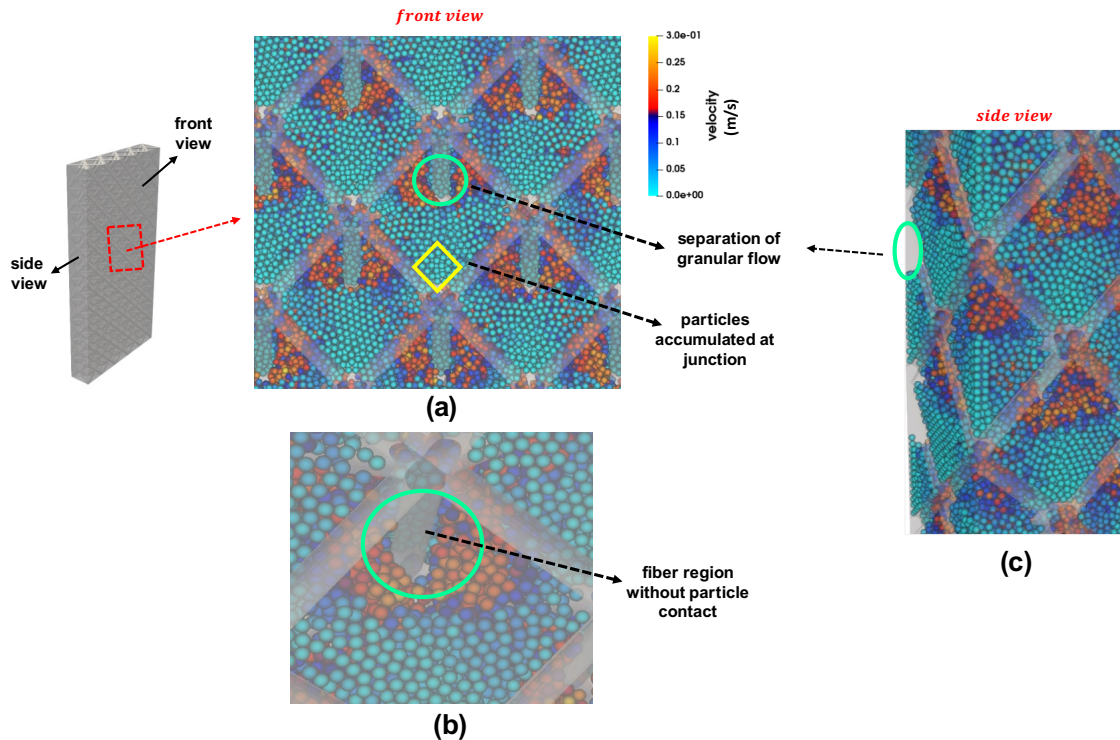 front view
3.0e-01
0.25
0.2
0.15
0.1
0.05
0.0e+00
velocity
(m/s)
side view
front
view
side
view
separation of
granular flow
particles
accumulated at
junction
(a)
fiber region
without particle
contact
(b)
(c)